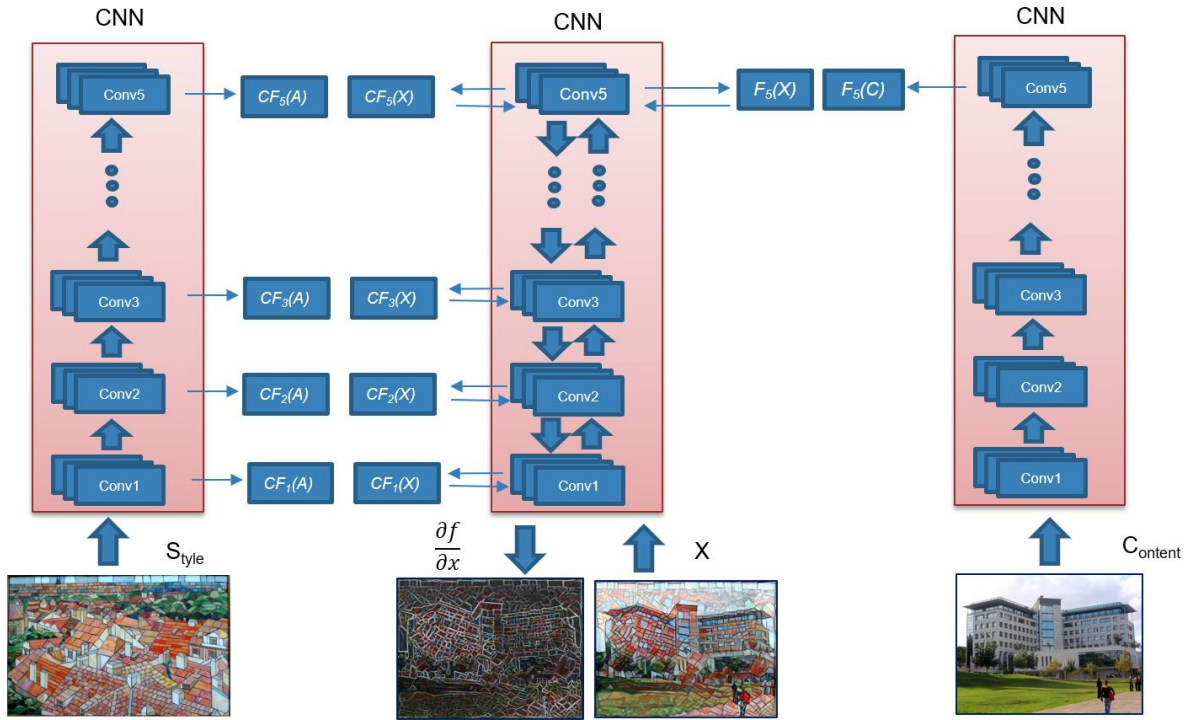 CNN
CNN
CNN
Conv5
CF5(A)
CF5(X)
Conv5
F5(X)
F5(C)
Conv5
Conv3
CF3(A)
CF3(X)
Conv3
Conv3
Conv2
CF2(A)
CF2(X)
Conv2
Conv2
Conv1
CF1(A)
CF1(X)
Conv1
Conv1
Style
∂f
∂x
X
Content